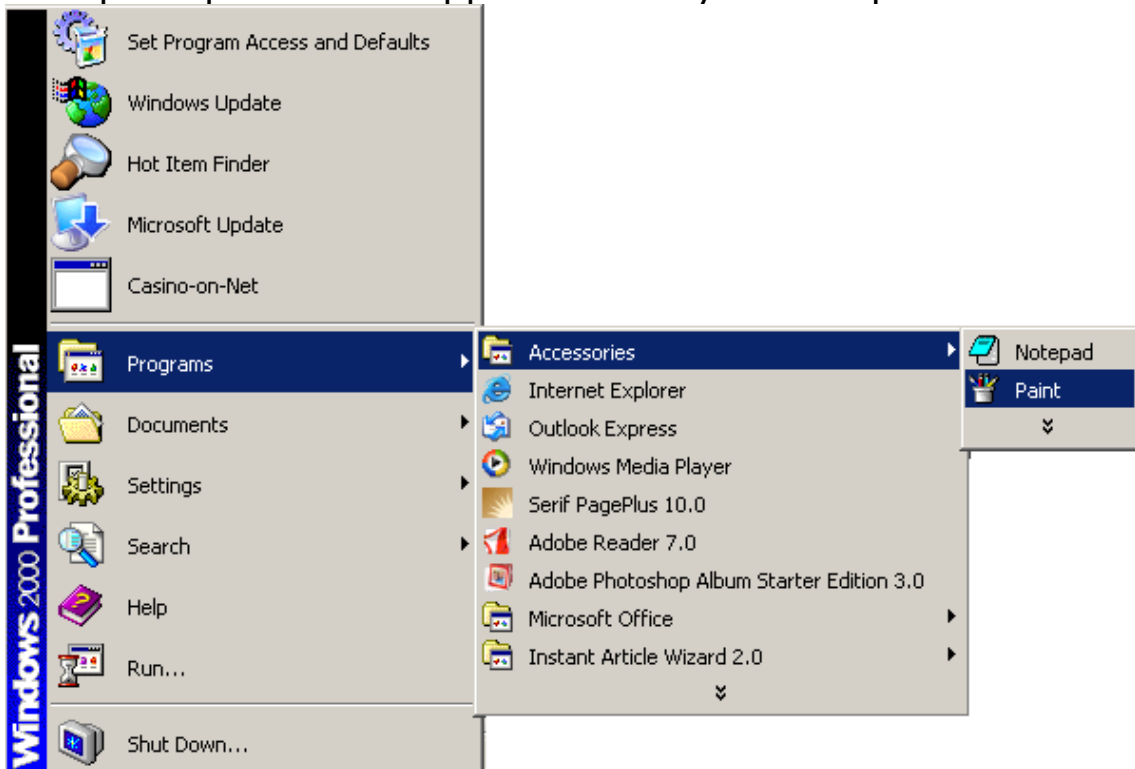 Set Program Access and Defaults
Windows Update
Hot Item Finder
Microsoft Update
Casino-on-Net
Programs
Documents
Settings
Search
Help
Run...
Shut Down...
Windows 2000 Professional
Accessories
Internet Explorer
Outlook Express
Windows Media Player
Serif PagePlus 10.0
Adobe Reader 7.0
Adobe Photoshop Album Starter Edition 3.0
Microsoft Office
Instant Article Wizard 2.0
Notepad
Paint